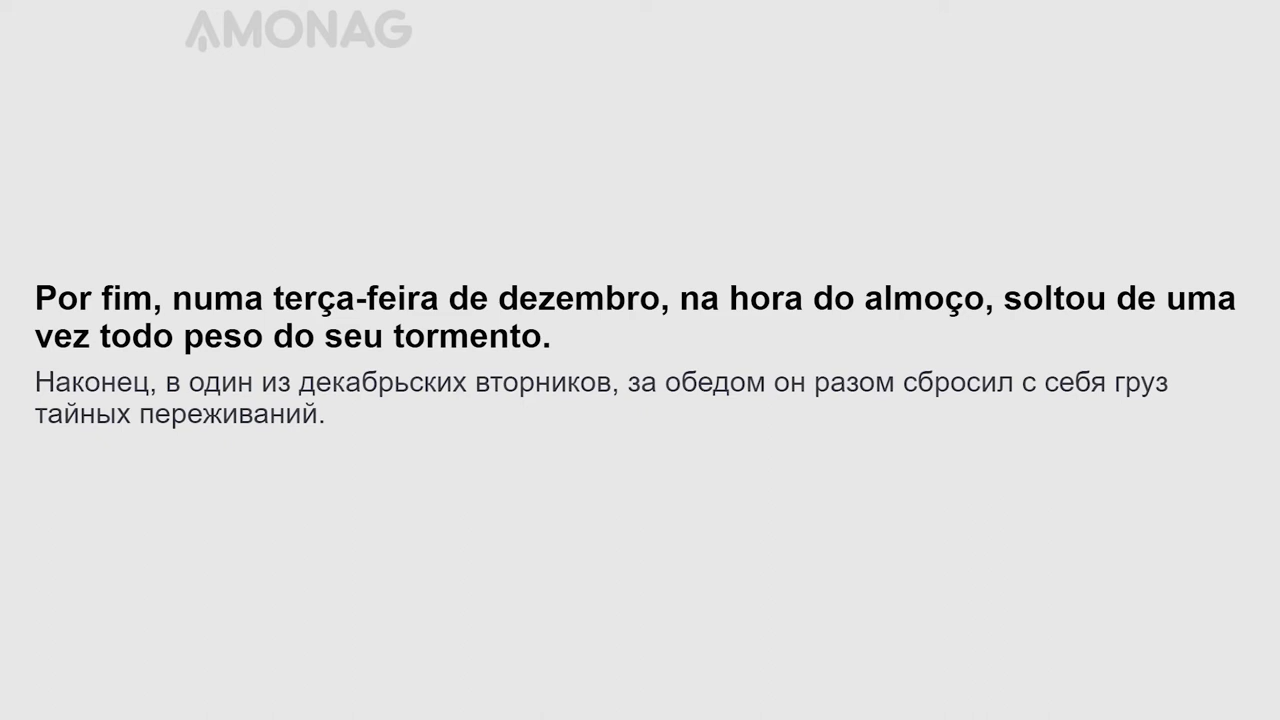 AMONAG
Por fim, numa terça-feira de dezembro, na hora do almoço, soltou de uma
vez todo peso do seu tormento.
Наконец, в один из декабрьских вторников, за обедом он разом сбросил с себя груз
тайных переживаний.